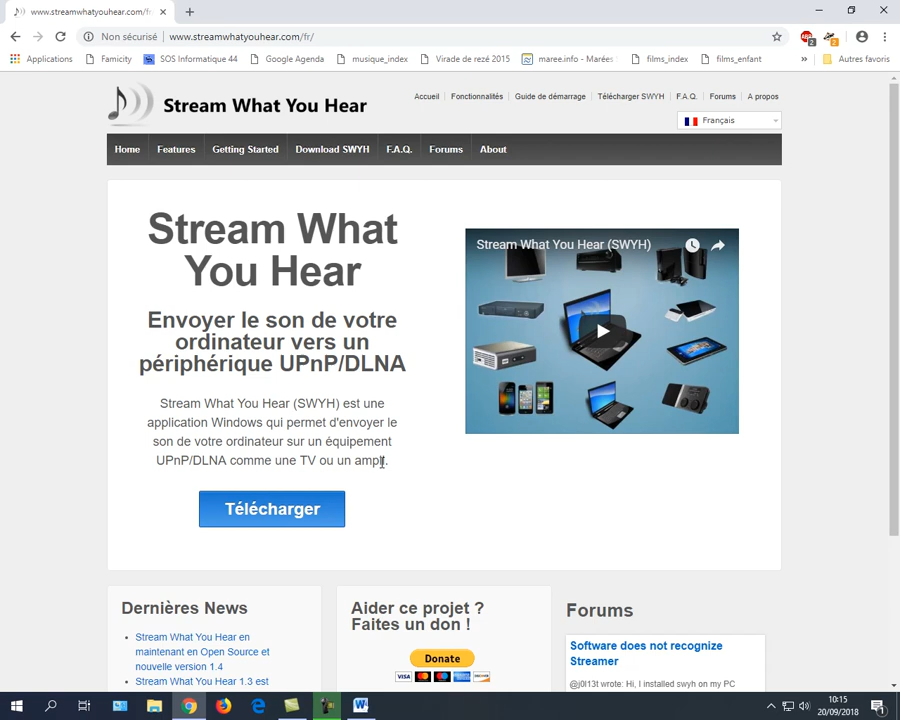 www.streamwhatyouhear.com/fr
Non sécurisé | www.streamwhatyouhear.com/fr/
Applications Famicity SOS Informatique 44 Google Agenda musique_index Virade de rezé 2015 maree.info - Marées films_index films_enfant » Autres favoris
Stream What You Hear
Accueil | Fonctionnalités | Guide de démarrage | Télécharger SWYH | F.A.Q. | Forums | A propos
Français
Home Features Getting Started Download SWYH F.A.Q. Forums About
Stream What
You Hear
Envoyer le son de votre
ordinateur vers un
périphérique UPnP/DLNA
Stream What You Hear (SWYH) est une
application Windows qui permet d'envoyer le
son de votre ordinateur sur un équipement
UPnP/DLNA comme une TV ou un ampli.
Télécharger
Stream What You Hear (SWYH)
Dernières News
Stream What You Hear en
maintenant en Open Source et
nouvelle version 1.4
Stream What You Hear 1.3 est
Aider ce projet ?
Faites un don !
Donate
VISA
Forums
Software does not recognize
Streamer
@j0l13t wrote: Hi, I installed swyh on my PC
10:15
20/09/2018